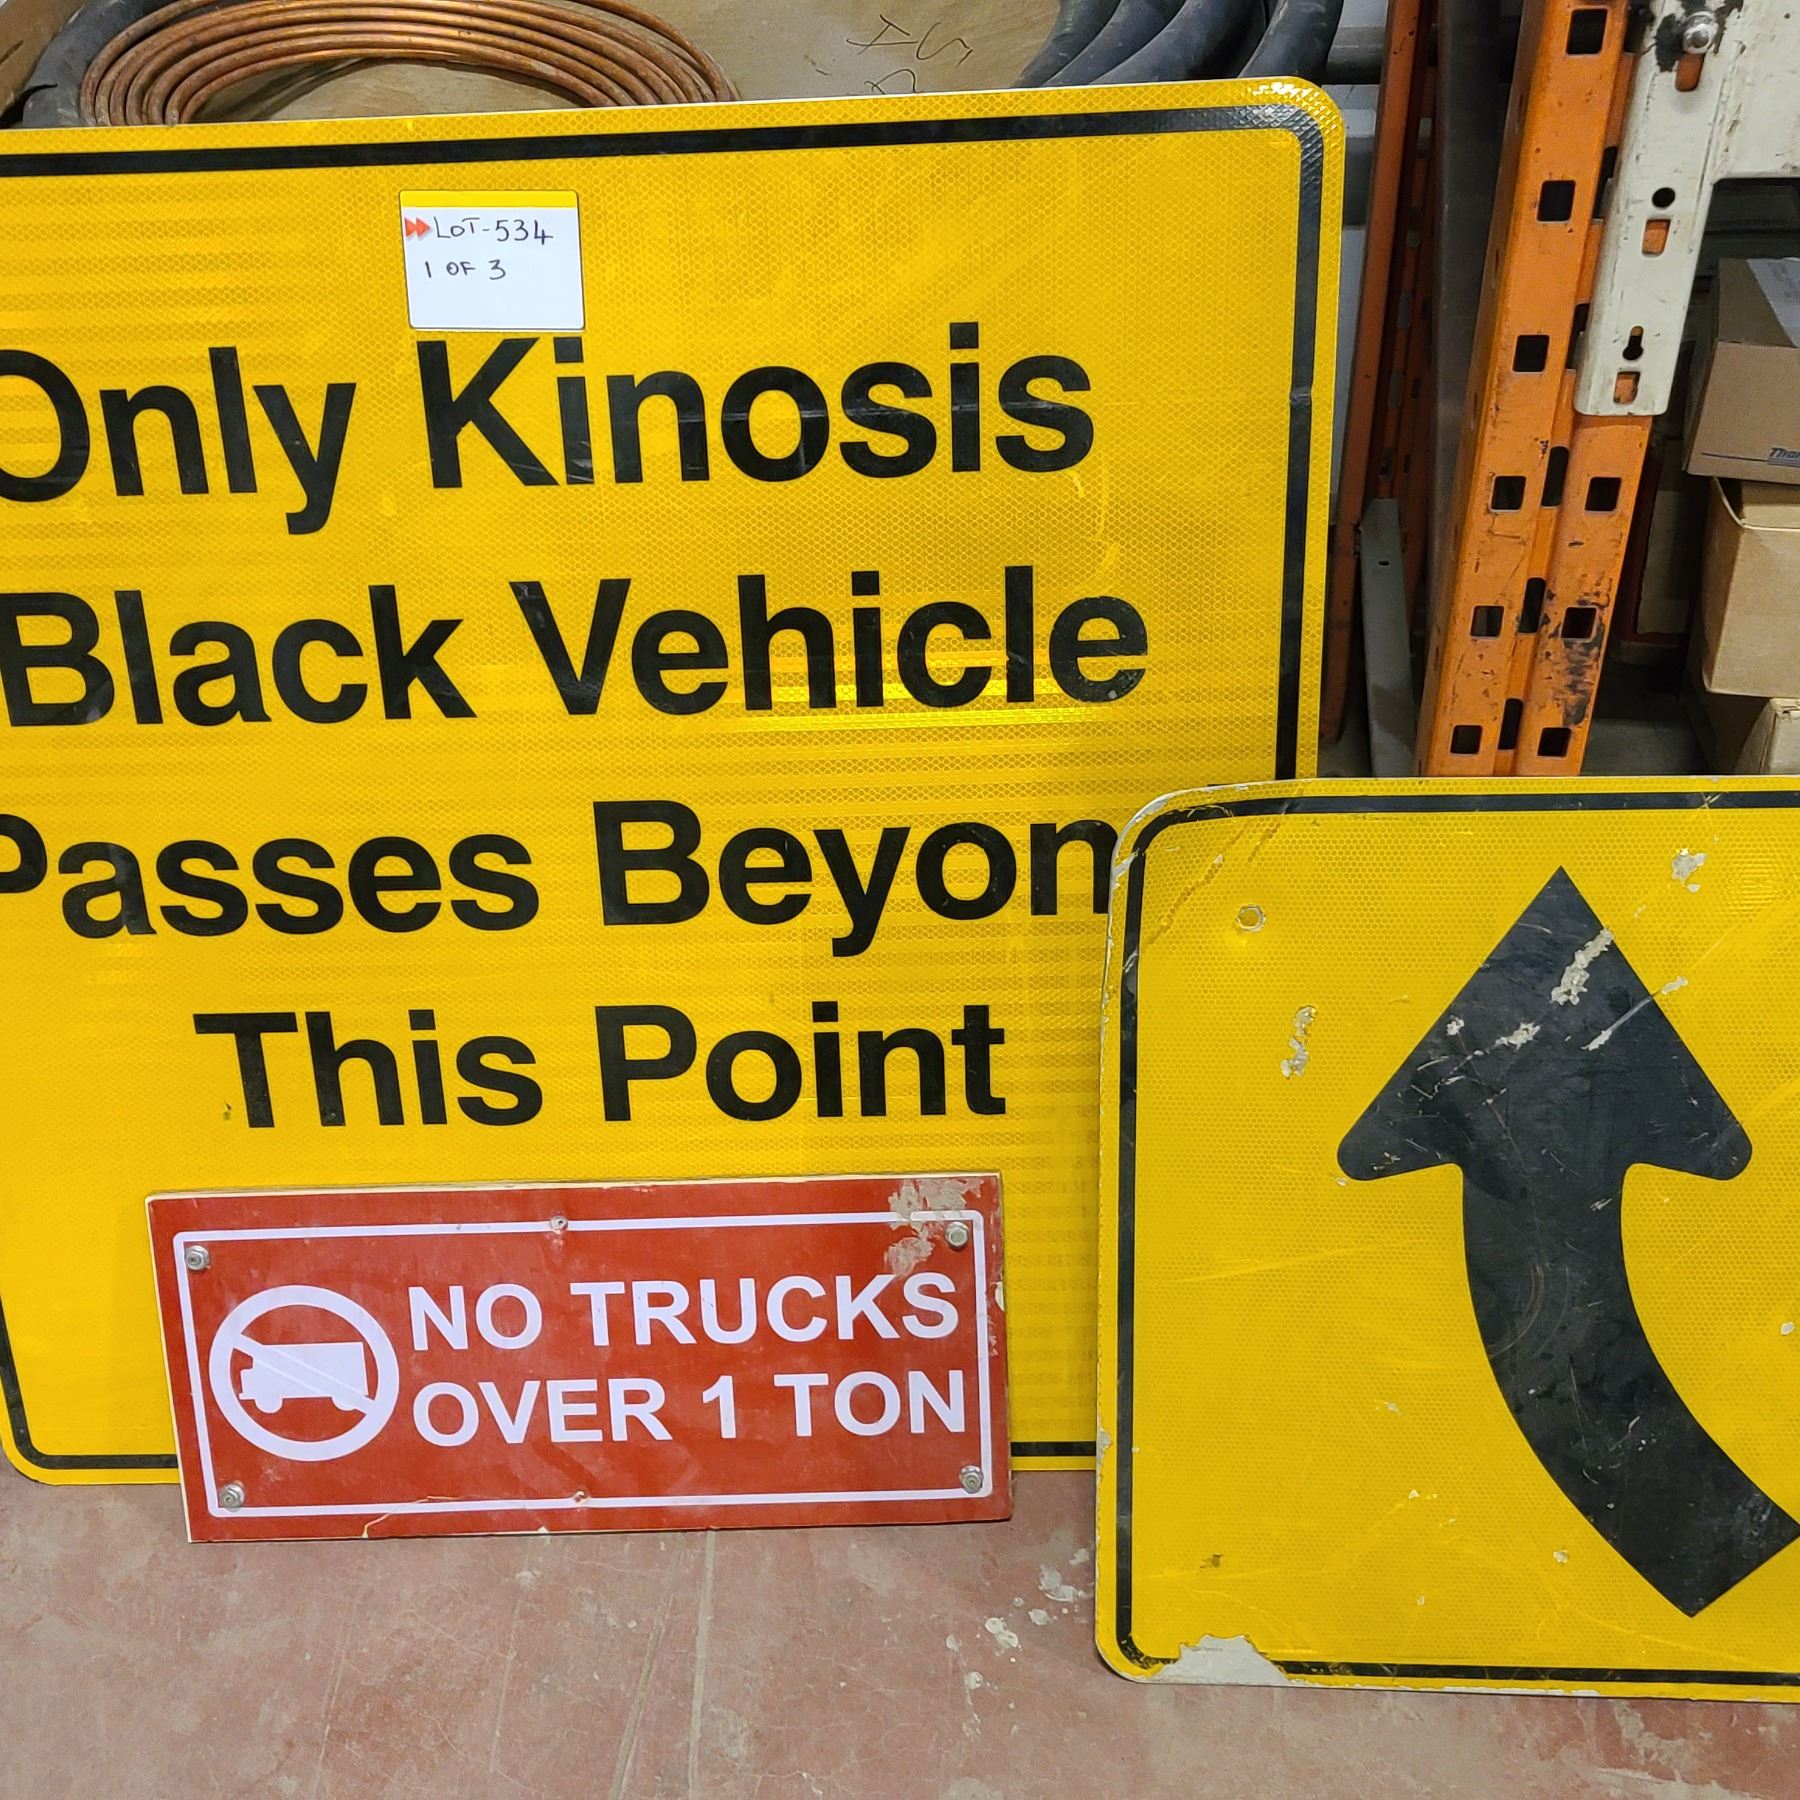 LOT-534
1 OF 3
Only Kinosis
Black Vehicle
Passes Beyon
This Point
NO TRUCKS
OVER 1 TON